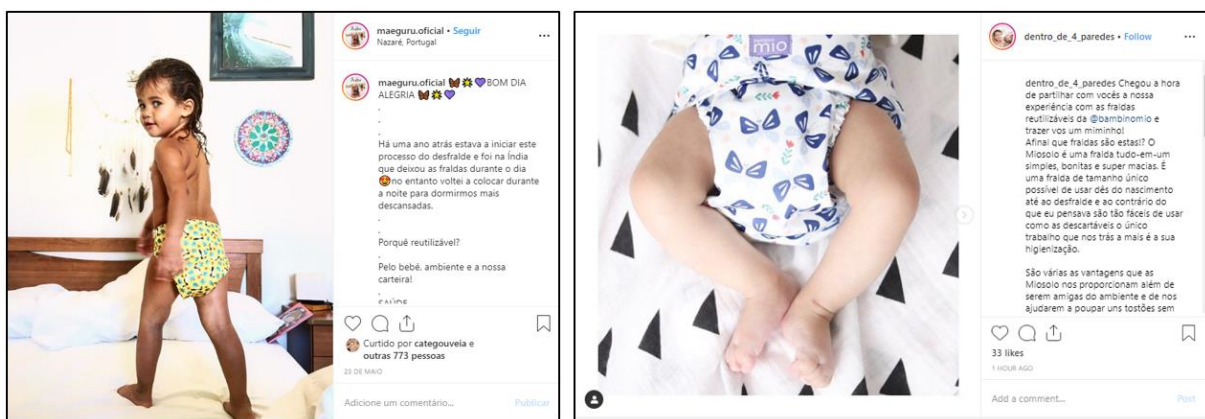 maeguru.oficial • Seguir
Nazaré, Portugal
maeguru.oficial 🦋🌟💜BOM DIA
ALEGRIA 🦋🌟💜
.
.
.
Há uma ano atrás estava a iniciar este
processo do desfralde e foi na Índia
que deixou as fraldas durante o dia
😍no entanto voltei a colocar durante
a noite para dormirmos mais
descansadas.
.
.
Porquê reutilizável?
.
Pelo bebé, ambiente e a nossa
carteira!
.
SAÚDE
Curtido por categouveia e
outras 773 pessoas
23 DE MAIO
Adicione um comentário... Publicar
mio
dentro_de_4_paredes • Follow
dentro_de_4_paredes Chegou a hora
de partilhar com vocês a nossa
experiência com as fraldas
reutilizáveis da @bambinomio e
trazer vos um miminho!
Afinal que fraldas são estas!? O
Miosolo é uma fralda tudo-em-um
simples, bonitas e super macias. É
uma fralda de tamanho único
possível de usar dês do nascimento
até ao desfralde e ao contrário do
que eu pensava são tão fáceis de usar
como as descartáveis o único
trabalho que nos trás a mais é a sua
higienização.
São várias as vantagens que as
Miosolo nos proporcionam além de
serem amigas do ambiente e de nos
ajudarem a poupar uns tostões sem
33 likes
1 HOUR AGO
Add a comment... Post